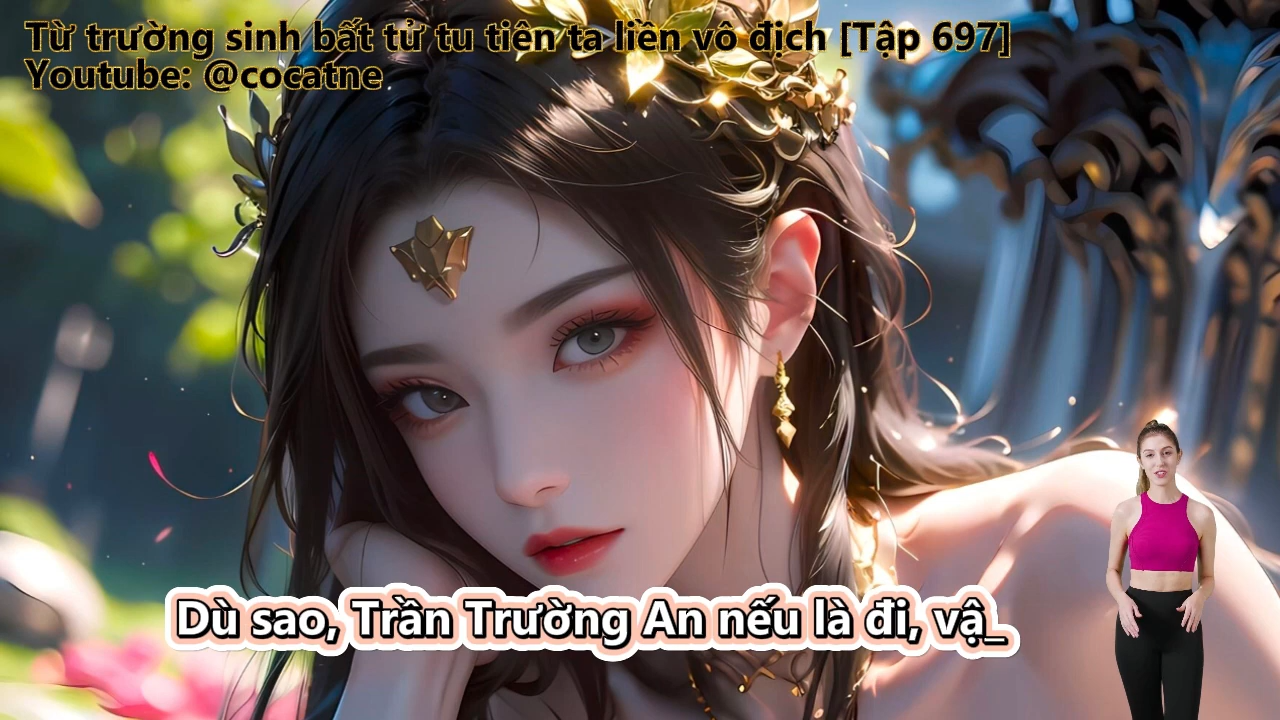 Từ trường sinh bất tử tu tiên ta liền vô địch [Tập 697]
Youtube: @cocatne
Dù sao, Trần Trường An nếu là đi, vậ_